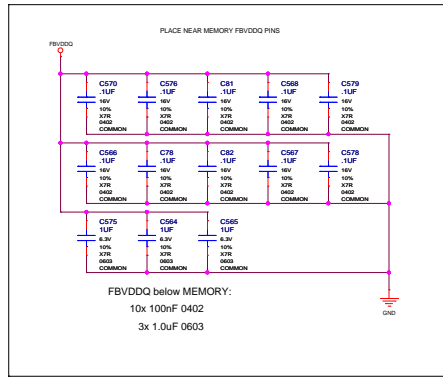 PLACE NEAR MEMORY FBVDDQ PINS
FBVDDQ
C570 C576 C81 C568 C579
.1UF .1UF .1UF .1UF .1UF
16V 16V 16V 16V 16V
10% 10% 10% 10% 10%
X7R X7R X7R X7R X7R
0402 0402 0402 0402 0402
COMMON COMMON COMMON COMMON COMMON
C566 C78 C82 C567 C578
.1UF .1UF .1UF .1UF .1UF
16V 16V 16V 16V 16V
10% 10% 10% 10% 10%
X7R X7R X7R X7R X7R
0402 0402 0402 0402 0402
COMMON COMMON COMMON COMMON COMMON
C575 C564 C565
1UF 1UF 1UF
6.3V 6.3V 6.3V
10% 10% 10%
X7R X7R X7R
0603 0603 0603
COMMON COMMON COMMON
FBVDDQ below MEMORY:
10x 100nF 0402
3x 1.0uF 0603
GND